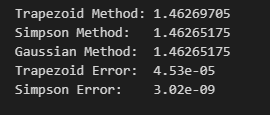 Trapezoid Method: 1.46269705
Simpson Method:   1.46265175
Gaussian Method:  1.46265175
Trapezoid Error:  4.53e-05
Simpson Error:    3.02e-09